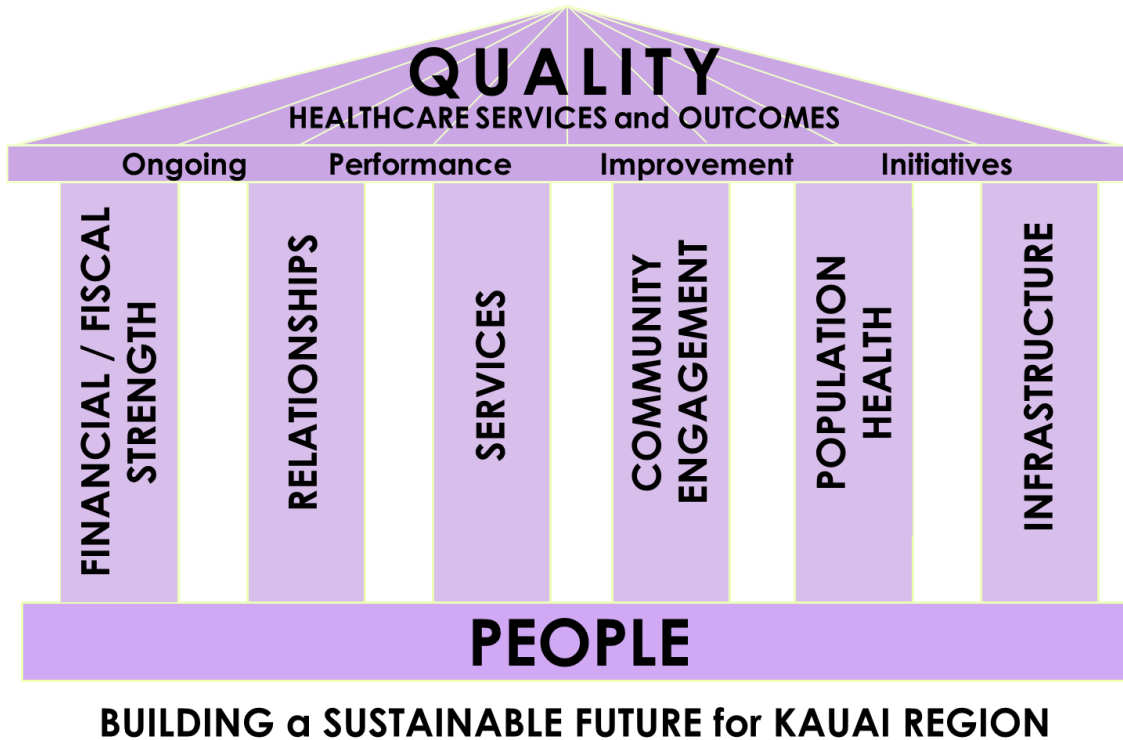 QUALITY
HEALTHCARE SERVICES and OUTCOMES
Ongoing Performance Improvement Initiatives
FINANCIAL / FISCAL
STRENGTH
RELATIONSHIPS
SERVICES
COMMUNITY
ENGAGEMENT
POPULATION
HEALTH
INFRASTRUCTURE
PEOPLE
BUILDING a SUSTAINABLE FUTURE for KAUAI REGION